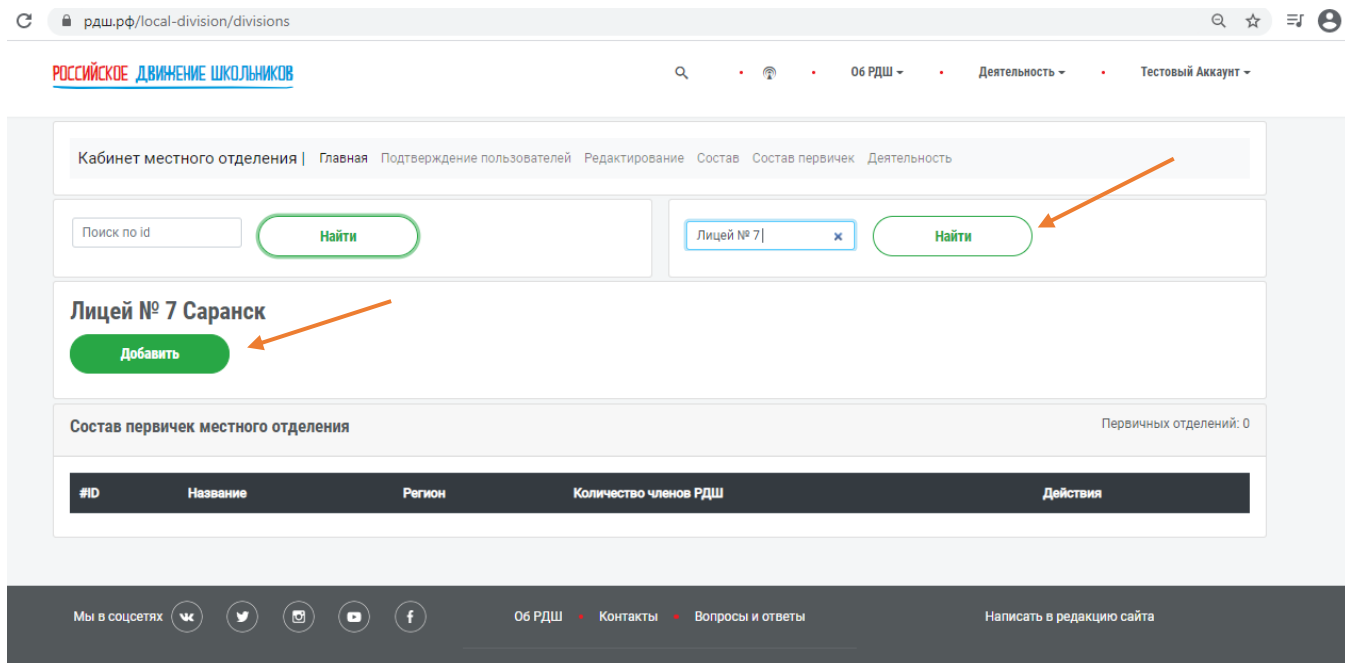 рдш.рф/local-division/divisions
РОССИЙСКОЕ ДВИЖЕНИЕ ШКОЛЬНИКОВ
Об РДШ
Деятельность
Тестовый Аккаунт
Кабинет местного отделения | Главная Подтверждение пользователей Редактирование Состав Состав первичек Деятельность
Поиск по id
Найти
Лицей № 7
Найти
Лицей № 7 Саранск
Добавить
Состав первичек местного отделения
Первичных отделений: 0
#ID Название Регион Количество членов РДШ Действия
Мы в соцсетях
Об РДШ • Контакты • Вопросы и ответы
Написать в редакцию сайта